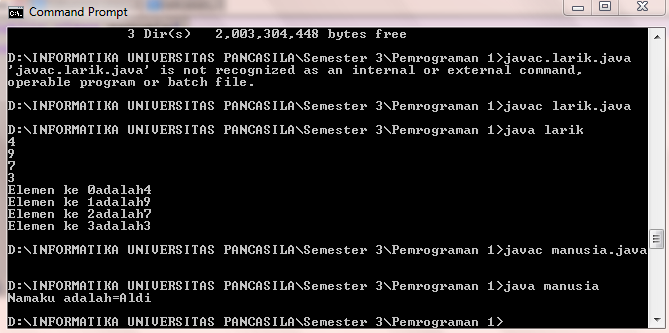 Command Prompt
3 Dir(s)   2,003,304,448 bytes free
D:\INFORMATIKA UNIVERSITAS PANCASILA\Semester 3\Pemrograman 1>javac.larik.java
'javac.larik.java' is not recognized as an internal or external command,
operable program or batch file.
D:\INFORMATIKA UNIVERSITAS PANCASILA\Semester 3\Pemrograman 1>javac larik.java
D:\INFORMATIKA UNIVERSITAS PANCASILA\Semester 3\Pemrograman 1>java larik
4
9
7
3
Elemen ke 0adalah4
Elemen ke 1adalah9
Elemen ke 2adalah7
Elemen ke 3adalah3
D:\INFORMATIKA UNIVERSITAS PANCASILA\Semester 3\Pemrograman 1>javac manusia.java
D:\INFORMATIKA UNIVERSITAS PANCASILA\Semester 3\Pemrograman 1>java manusia
Namaku adalah=Aldi
D:\INFORMATIKA UNIVERSITAS PANCASILA\Semester 3\Pemrograman 1>